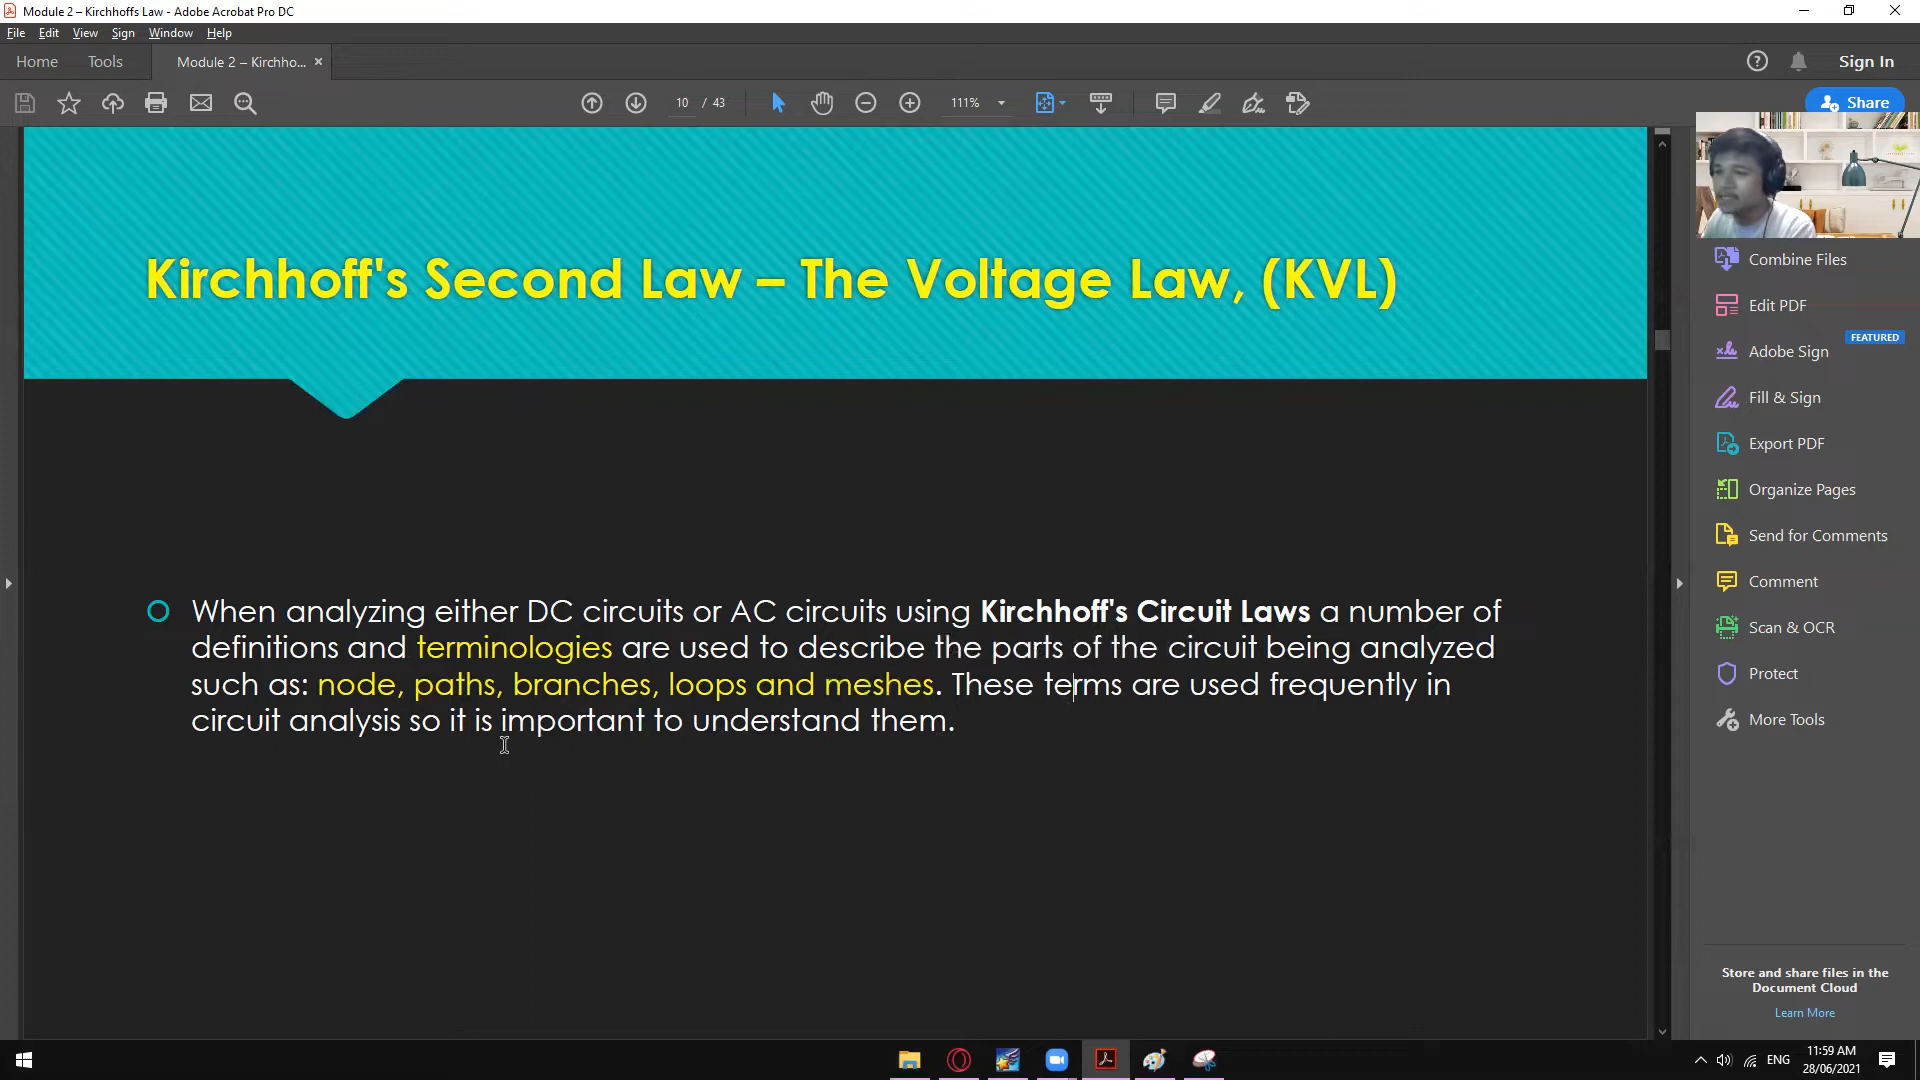 Module 2 – Kirchhoffs Law - Adobe Acrobat Pro DC
File Edit View Sign Window Help
Home Tools Module 2 – Kirchho... × Sign In
10 / 43 111% Share
Kirchhoff's Second Law – The Voltage Law, (KVL)
When analyzing either DC circuits or AC circuits using Kirchhoff's Circuit Laws a number of
definitions and terminologies are used to describe the parts of the circuit being analyzed
such as: node, paths, branches, loops and meshes. These terms are used frequently in
circuit analysis so it is important to understand them.
Combine Files
Edit PDF
FEATURED
Adobe Sign
Fill & Sign
Export PDF
Organize Pages
Send for Comments
Comment
Scan & OCR
Protect
More Tools
Store and share files in the
Document Cloud
Learn More
ENG
11:59 AM
28/06/2021